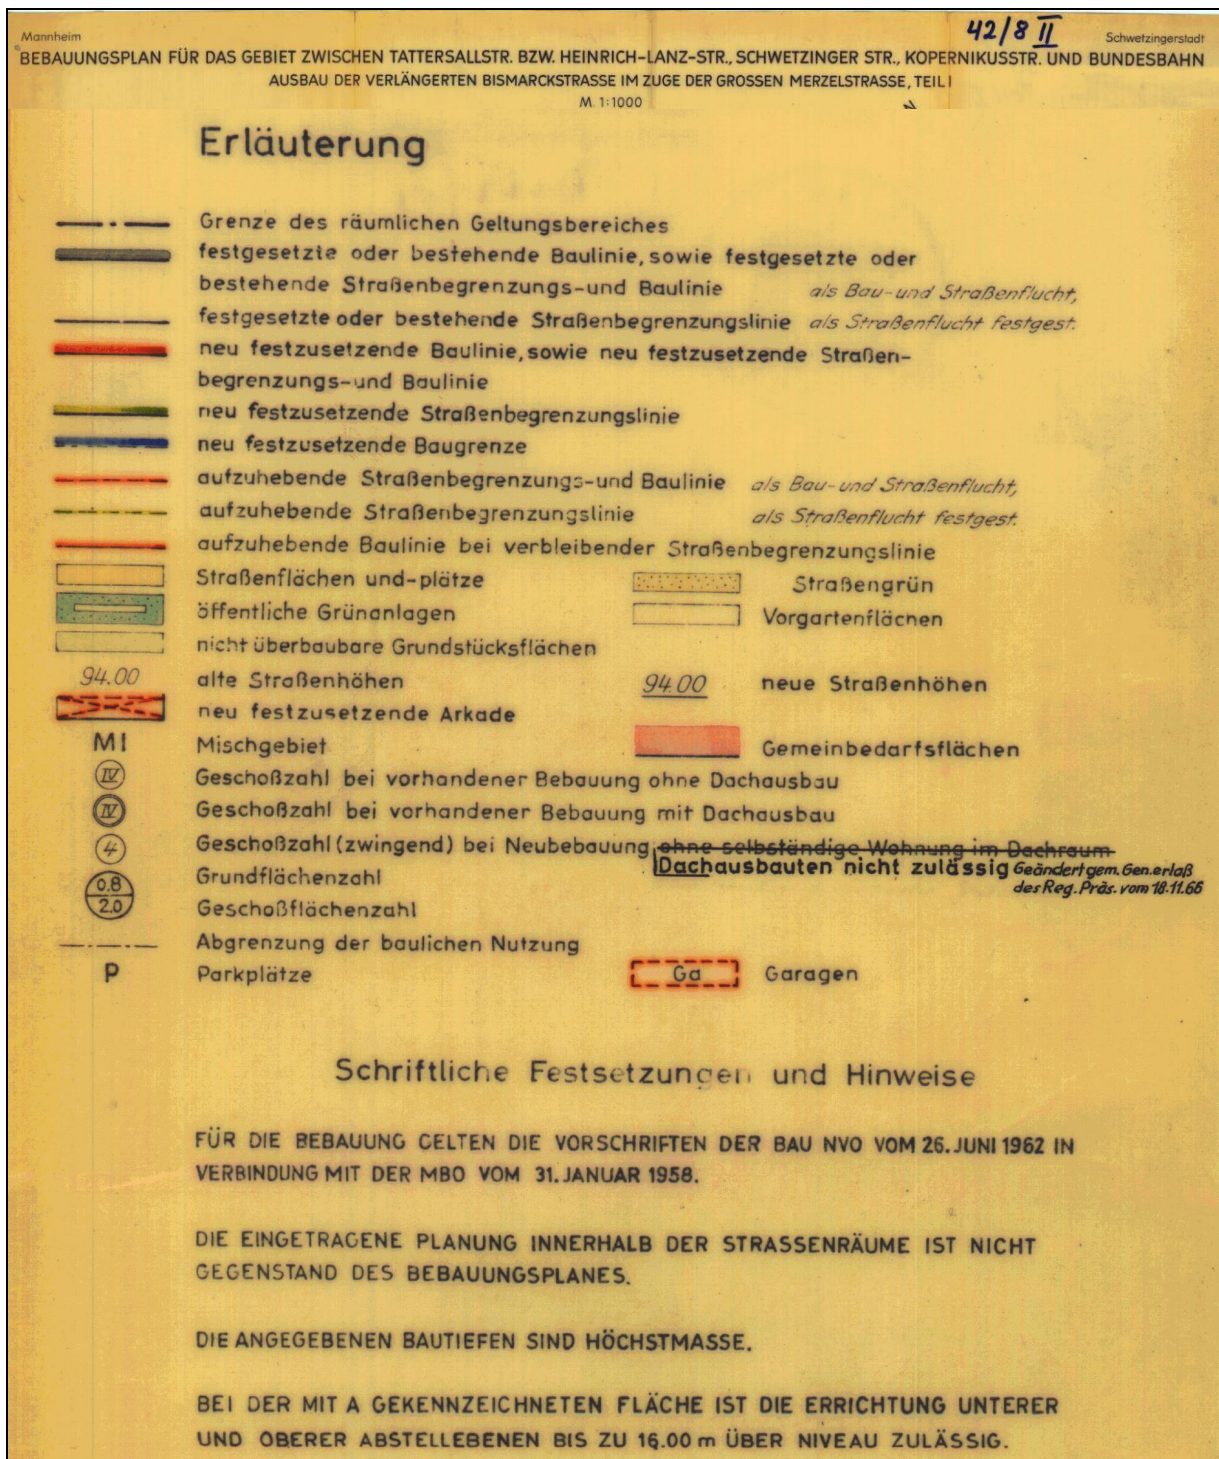 Mannheim
42/8 II
Schwetzingerstadt
BEBAUUNGSPLAN FÜR DAS GEBIET ZWISCHEN TATTERSALLSTR. BZW. HEINRICH-LANZ-STR., SCHWETZINGER STR., KOPERNIKUSSTR. UND BUNDESBAHN
AUSBAU DER VERLÄNGERTEN BISMARCKSTRASSE IM ZUGE DER GROSSEN MERZELSTRASSE, TEIL I
M. 1:1000
Erläuterung
Grenze des räumlichen Geltungsbereiches
festgesetzte oder bestehende Baulinie, sowie festgesetzte oder
bestehende Straßenbegrenzungs-und Baulinie als Bau-und Straßenflucht,
festgesetzte oder bestehende Straßenbegrenzungslinie als Straßenflucht festgest.
neu festzusetzende Baulinie, sowie neu festzusetzende Straßen-
begrenzungs-und Baulinie
neu festzusetzende Straßenbegrenzungslinie
neu festzusetzende Baugrenze
aufzuhebende Straßenbegrenzungs-und Baulinie als Bau-und Straßenflucht,
aufzuhebende Straßenbegrenzungslinie als Straßenflucht festgest.
aufzuhebende Baulinie bei verbleibender Straßenbegrenzungslinie
Straßenflächen und-plätze Straßengrün
öffentliche Grünanlagen Vorgartenflächen
nicht überbaubare Grundstücksflächen
94.00 alte Straßenhöhen 94.00 neue Straßenhöhen
neu festzusetzende Arkade
MI Mischgebiet Gemeinbedarfsflächen
IV Geschoßzahl bei vorhandener Bebauung ohne Dachausbau
IV Geschoßzahl bei vorhandener Bebauung mit Dachausbau
4 Geschoßzahl (zwingend) bei Neubebauung, ohne selbständige Wohnung im Dachraum
Dachausbauten nicht zulässig Geändert gem. Gen.erlaß
des Reg. Präs. vom 18.11.66
0.8 Grundflächenzahl
2.0 Geschoßflächenzahl
Abgrenzung der baulichen Nutzung
P Parkplätze Ga Garagen
Schriftliche Festsetzungen und Hinweise
FÜR DIE BEBAUUNG GELTEN DIE VORSCHRIFTEN DER BAU NVO VOM 26. JUNI 1962 IN
VERBINDUNG MIT DER MBO VOM 31. JANUAR 1958.
DIE EINGETRAGENE PLANUNG INNERHALB DER STRASSENRÄUME IST NICHT
GEGENSTAND DES BEBAUUNGSPLANES.
DIE ANGEGEBENEN BAUTIEFEN SIND HÖCHSTMASSE.
BEI DER MIT A GEKENNZEICHNETEN FLÄCHE IST DIE ERRICHTUNG UNTERER
UND OBERER ABSTELLEBENEN BIS ZU 16.00 m ÜBER NIVEAU ZULÄSSIG.